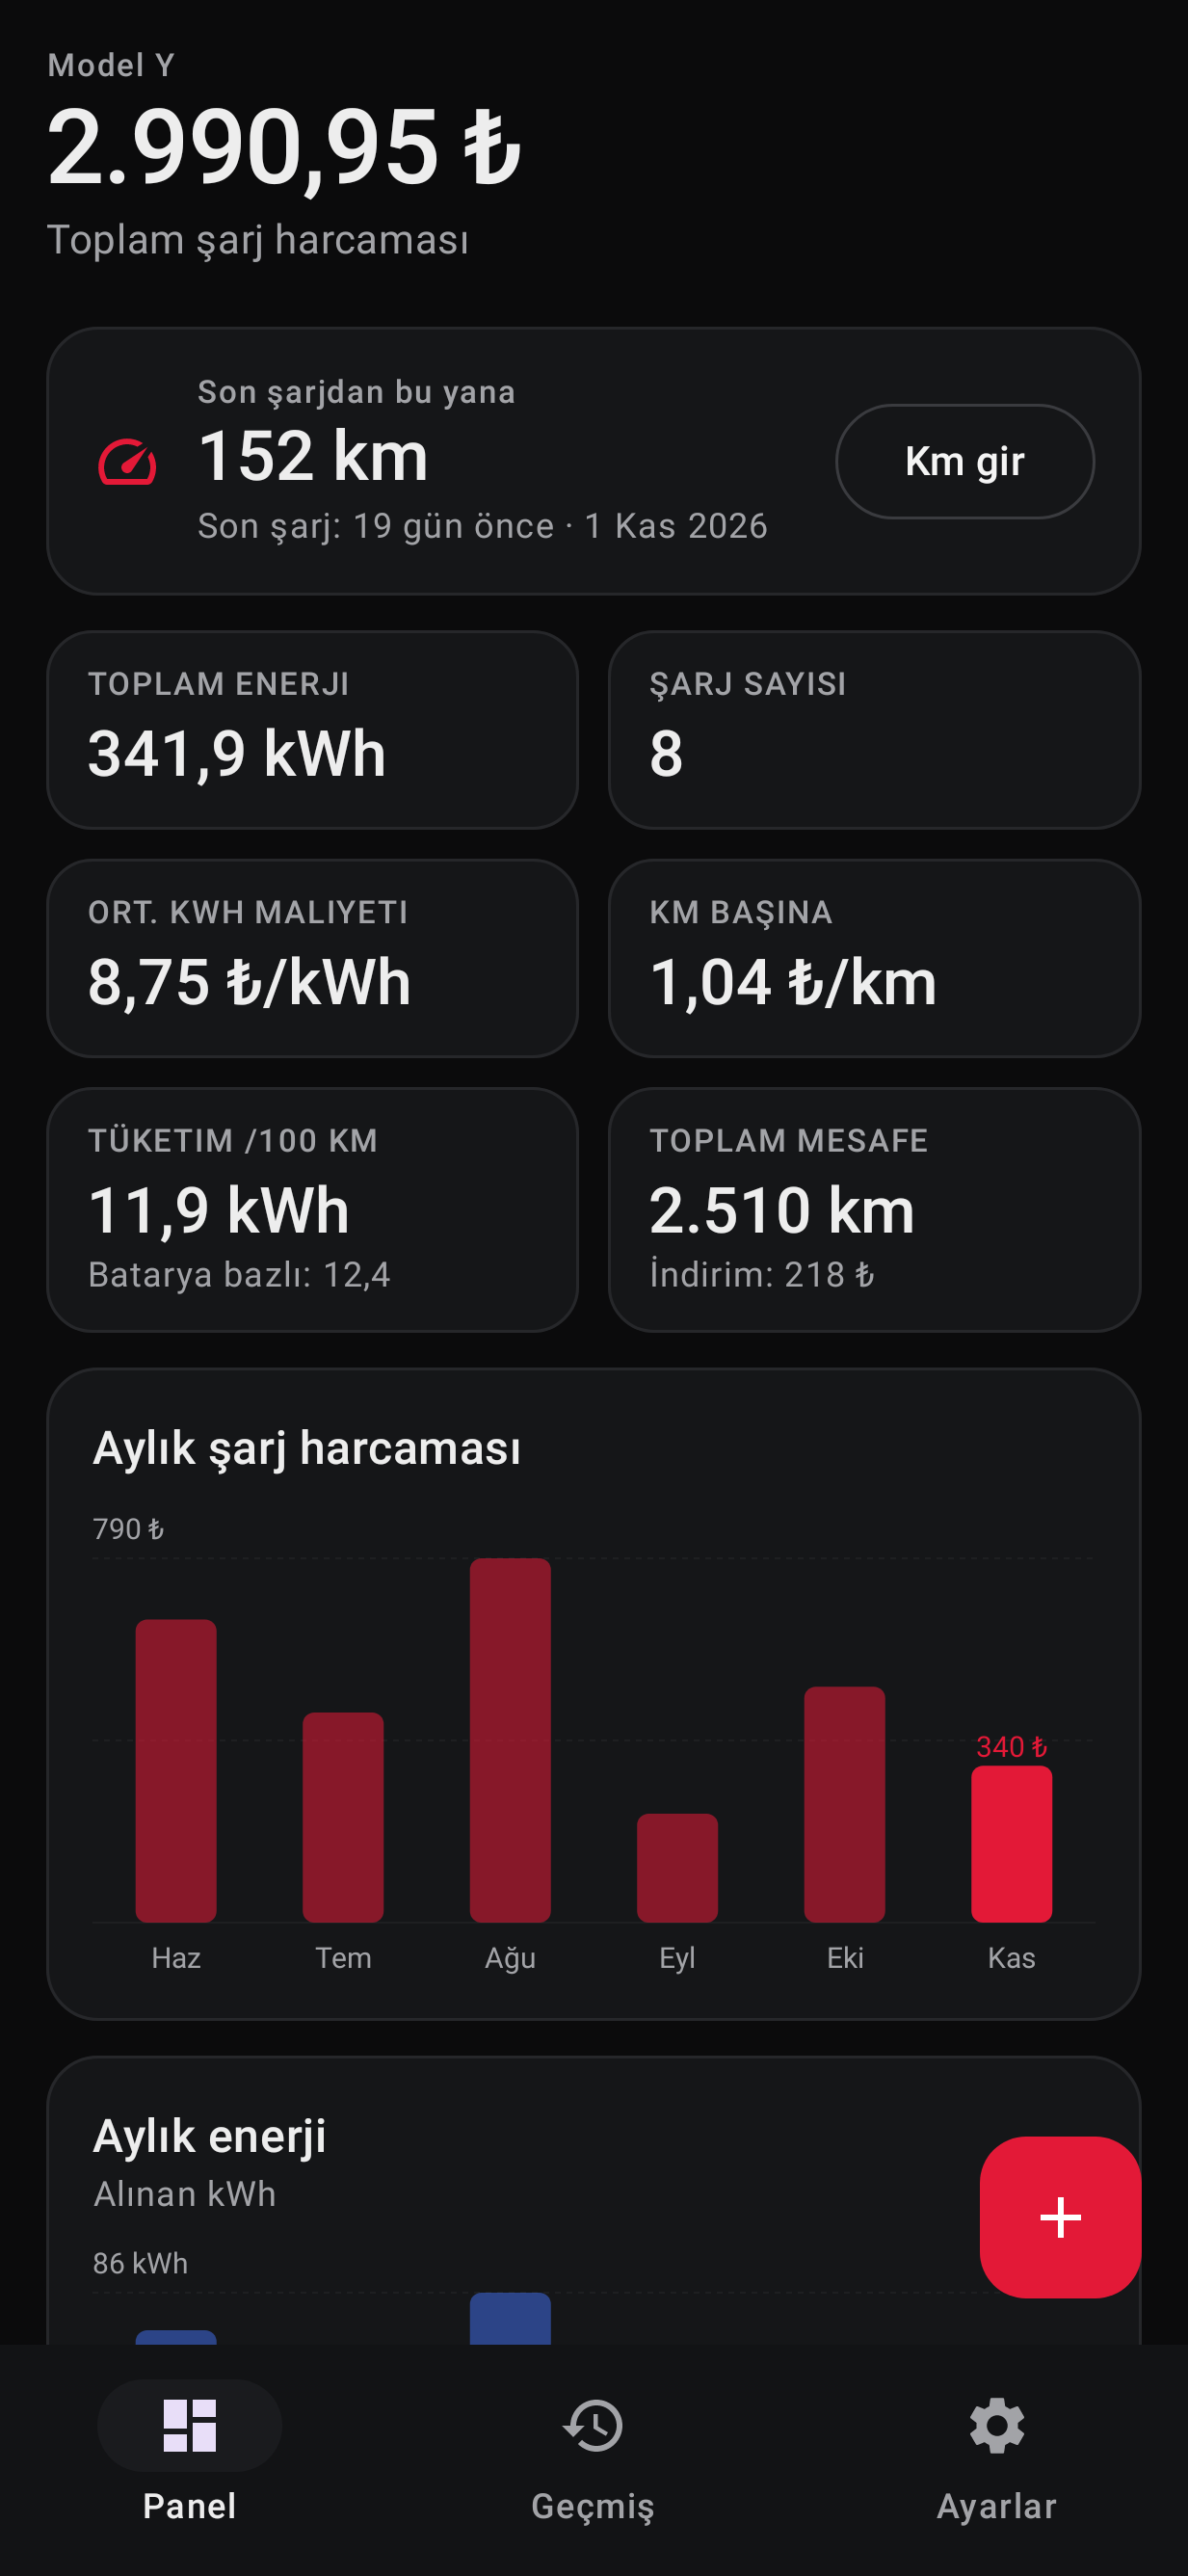 Model Y
2.990,95 ₺
Toplam şarj harcaması
Son şarjdan bu yana
152 km
Son şarj: 19 gün önce · 1 Kas 2026
Km gir
TOPLAM ENERJI
341,9 kWh
ŞARJ SAYISI
8
ORT. KWH MALIYETI
8,75 ₺/kWh
KM BAŞINA
1,04 ₺/km
TÜKETIM /100 KM
11,9 kWh
Batarya bazlı: 12,4
TOPLAM MESAFE
2.510 km
İndirim: 218 ₺
Aylık şarj harcaması
790 ₺
340 ₺
Haz Tem Ağu Eyl Eki Kas
Aylık enerji
Alınan kWh
86 kWh
Panel Geçmiş Ayarlar